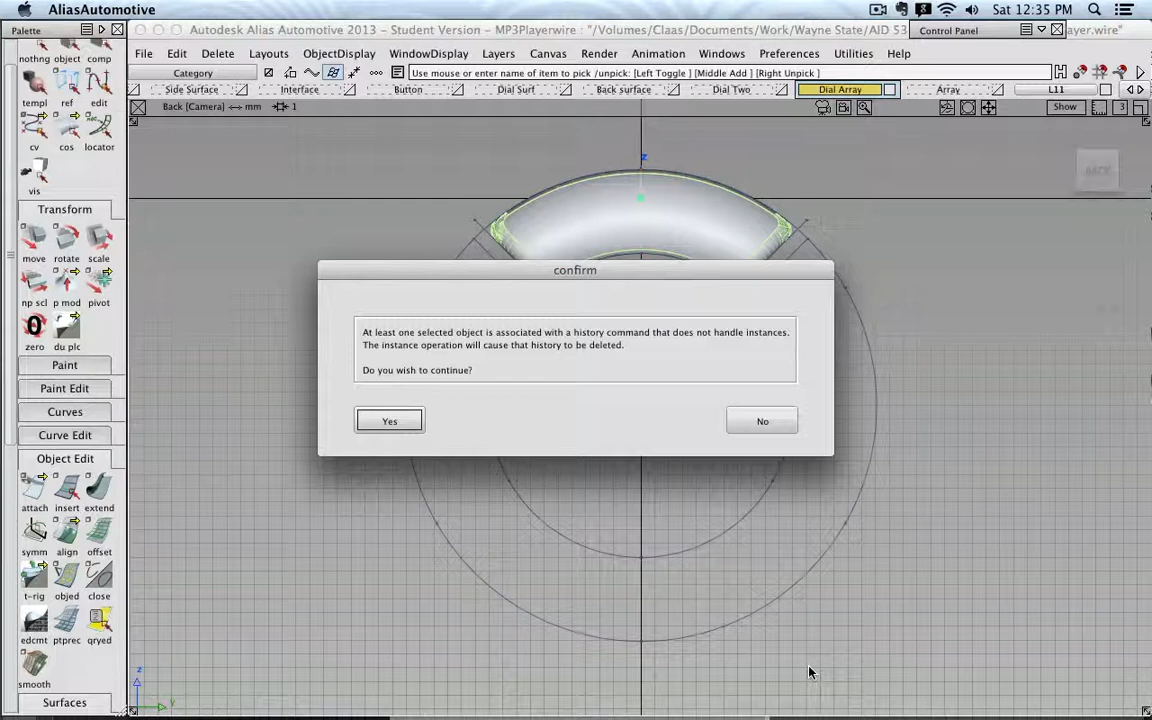 AliasAutomotive
Sat 12:35 PM
Palette
Autodesk Alias Automotive 2013 - Student Version - MP3Playerwire : "/Volumes/Claas/Documents/Work/Wayne State/AID 53
ayer.wire"
Control Panel
File Edit Delete Layouts ObjectDisplay WindowDisplay Layers Canvas Render Animation Windows Preferences Utilities Help
nothng object comp
Category
Use mouse or enter name of item to pick /unpick: [Left Toggle ] [Middle Add ] [Right Unpick ]
Side Surface Interface Button Dial Surf Back surface Dial Two Dial Array Array L11
Back [Camera] mm 1
Show
3
templ ref edit
cv cos locator
vis
z
BACK
Transform
move rotate scale
np scl p mod pivot
0
zero du plc
Paint
Paint Edit
Curves
Curve Edit
Object Edit
attach insert extend
symm align offset
t-rig objed close
edcmt ptprec qryed
smooth
Surfaces
confirm
At least one selected object is associated with a history command that does not handle instances.
The instance operation will cause that history to be deleted.
Do you wish to continue?
Yes
No
z
y